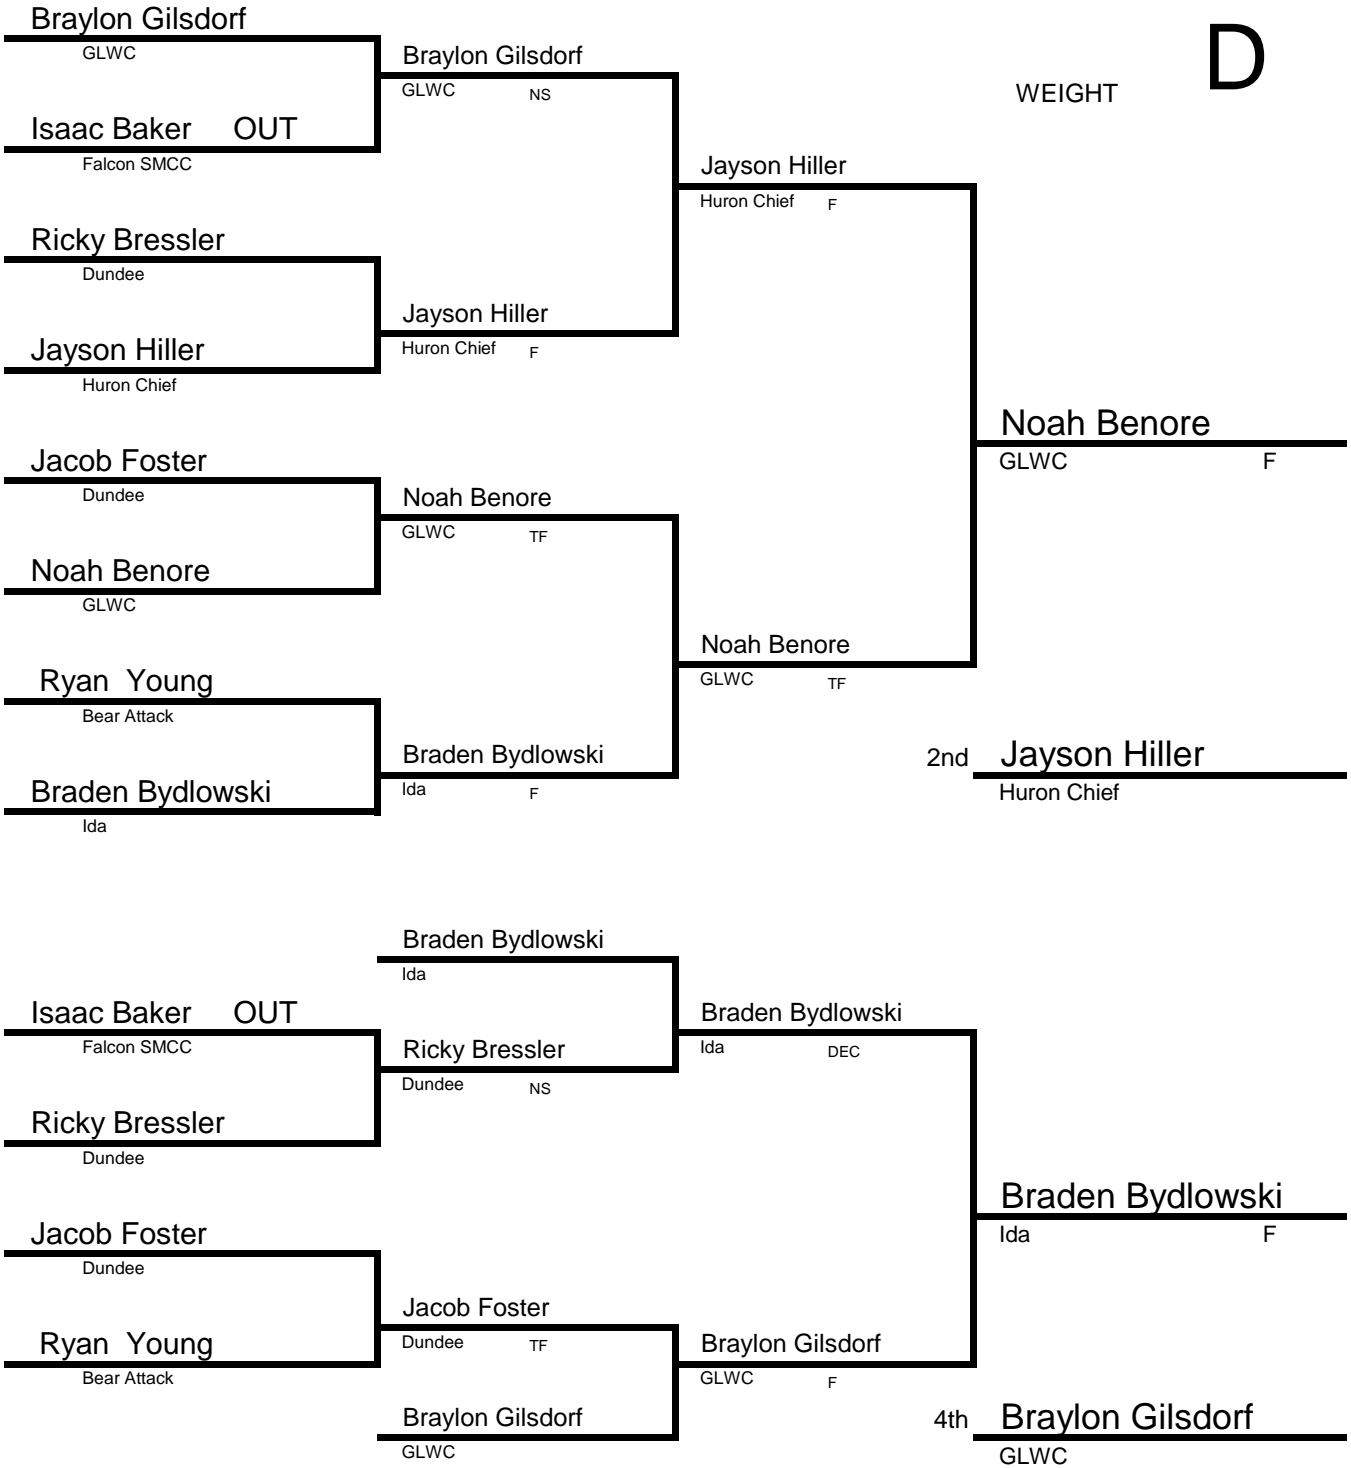 Braylon Gilsdorf
GLWC
Braylon Gilsdorf
GLWC NS
D
WEIGHT
Isaac Baker OUT
Falcon SMCC
Jayson Hiller
Huron Chief F
Ricky Bressler
Dundee
Jayson Hiller
Huron Chief F
Jayson Hiller
Huron Chief
Noah Benore
GLWC F
Jacob Foster
Dundee
Noah Benore
GLWC TF
Noah Benore
GLWC
Noah Benore
GLWC TF
Ryan Young
Bear Attack
Braden Bydlowski
Ida F
2nd Jayson Hiller
Huron Chief
Braden Bydlowski
Ida
Braden Bydlowski
Ida
Isaac Baker OUT
Falcon SMCC
Braden Bydlowski
Ida DEC
Ricky Bressler
Dundee NS
Ricky Bressler
Dundee
Braden Bydlowski
Ida F
Jacob Foster
Dundee
Jacob Foster
Dundee TF
Ryan Young
Bear Attack
Braylon Gilsdorf
GLWC F
Braylon Gilsdorf
GLWC
4th Braylon Gilsdorf
GLWC